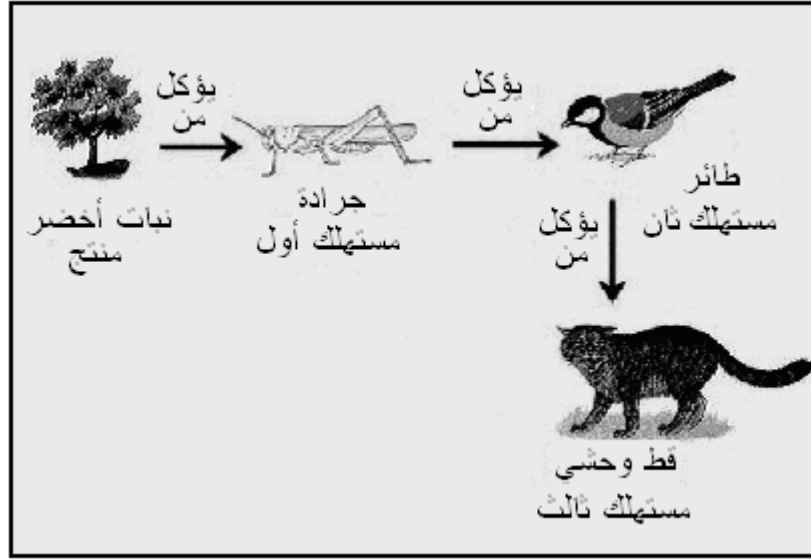 يؤكل
من
يؤكل
من
نبات أخضر
منتج
جرادة
مستهلك أول
طائر
مستهلك ثان
يؤكل
من
قط وحشي
مستهلك ثالث